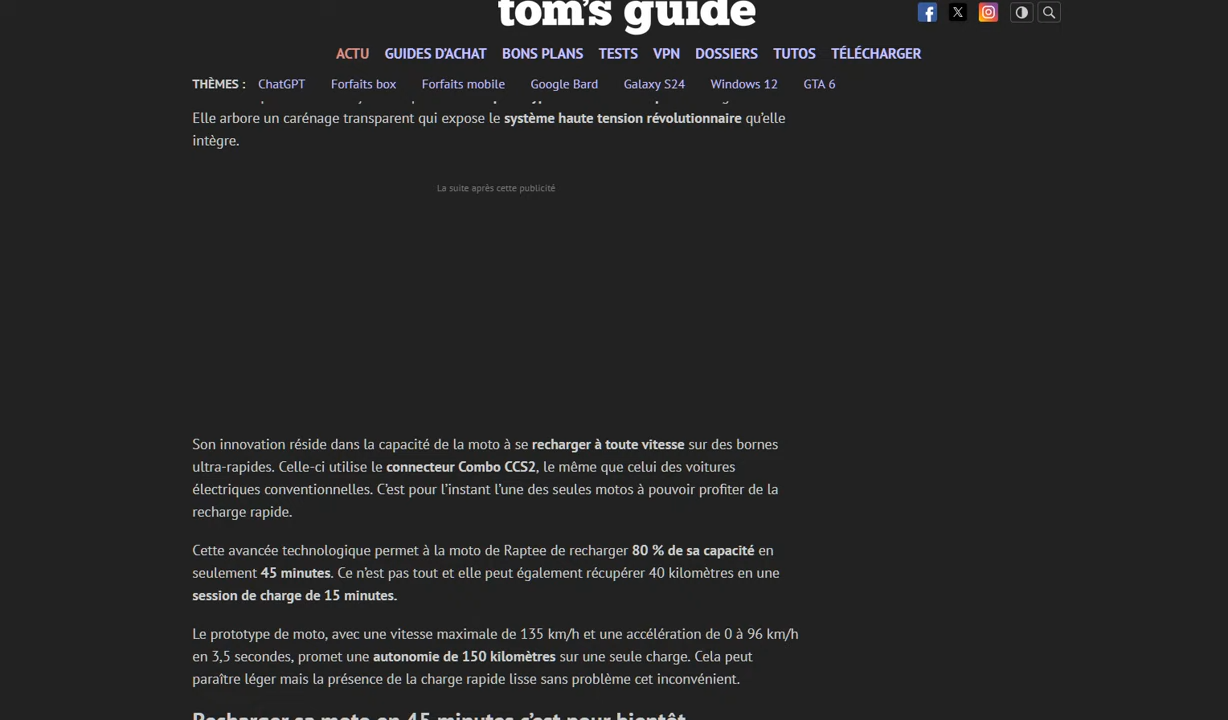 tom's guide
ACTU GUIDES D'ACHAT BONS PLANS TESTS VPN DOSSIERS TUTOS TÉLÉCHARGER
THÈMES : ChatGPT Forfaits box Forfaits mobile Google Bard Galaxy S24 Windows 12 GTA 6
Elle arbore un carénage transparent qui expose le système haute tension révolutionnaire qu’elle
intègre.
La suite après cette publicité
Son innovation réside dans la capacité de la moto à se recharger à toute vitesse sur des bornes
ultra-rapides. Celle-ci utilise le connecteur Combo CCS2, le même que celui des voitures
électriques conventionnelles. C’est pour l’instant l’une des seules motos à pouvoir profiter de la
recharge rapide.
Cette avancée technologique permet à la moto de Raptee de recharger 80 % de sa capacité en
seulement 45 minutes. Ce n’est pas tout et elle peut également récupérer 40 kilomètres en une
session de charge de 15 minutes.
Le prototype de moto, avec une vitesse maximale de 135 km/h et une accélération de 0 à 96 km/h
en 3,5 secondes, promet une autonomie de 150 kilomètres sur une seule charge. Cela peut
paraître léger mais la présence de la charge rapide lisse sans problème cet inconvénient.
Recharger sa moto en 45 minutes c’est pour bientôt